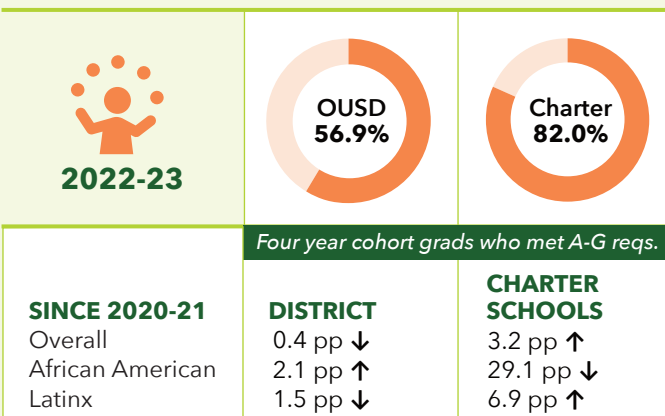 2022-23
OUSD
56.9%
Charter
82.0%
Four year cohort grads who met A-G reqs.
SINCE 2020-21 DISTRICT CHARTER SCHOOLS
Overall 0.4 pp ↓ 3.2 pp ↑
African American 2.1 pp ↑ 29.1 pp ↓
Latinx 1.5 pp ↓ 6.9 pp ↑